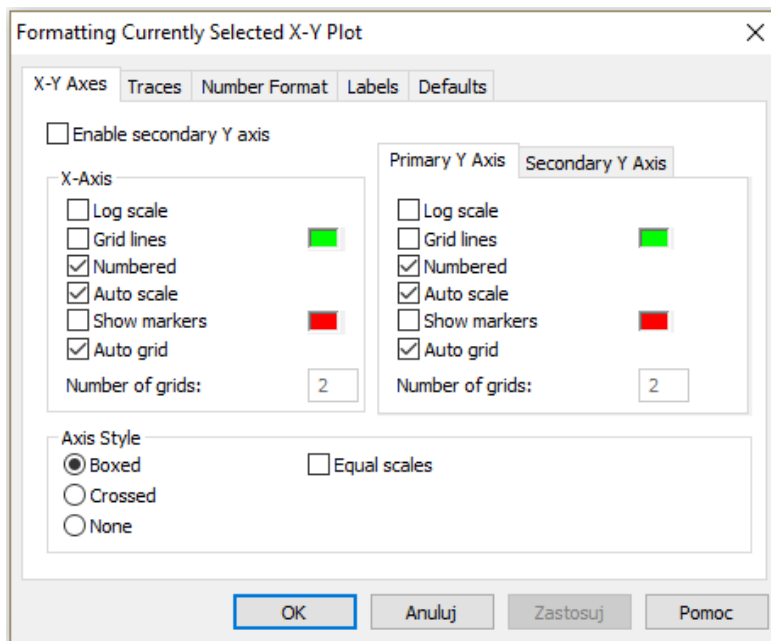 Formatting Currently Selected X-Y Plot
X-Y Axes Traces Number Format Labels Defaults
Enable secondary Y axis
X-Axis
Log scale
Grid lines
Numbered
Auto scale
Show markers
Auto grid
Number of grids: 2
Primary Y Axis Secondary Y Axis
Log scale
Grid lines
Numbered
Auto scale
Show markers
Auto grid
Number of grids: 2
Axis Style
Boxed Equal scales
Crossed
None
OK Anuluj Zastosuj Pomoc